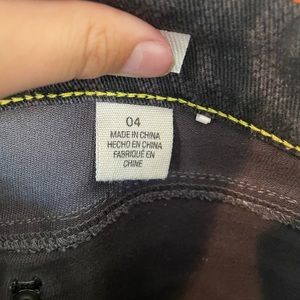 04
MADE IN CHINA
HECHO EN CHINA
FABRIQUÉ EN
CHINE